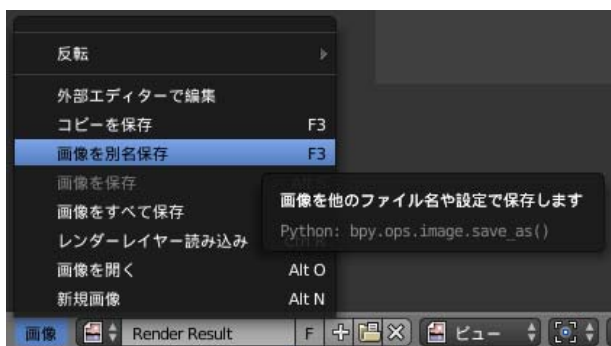 反転
外部エディターで編集
コピーを保存 F3
画像を別名保存 F3
画像を保存
画像をすべて保存
レンダーレイヤー読み込み
画像を開く Alt O
新規画像 Alt N
画像を他のファイル名や設定で保存します
Python: bpy.ops.image.save_as()
画像 Render Result F ビュー